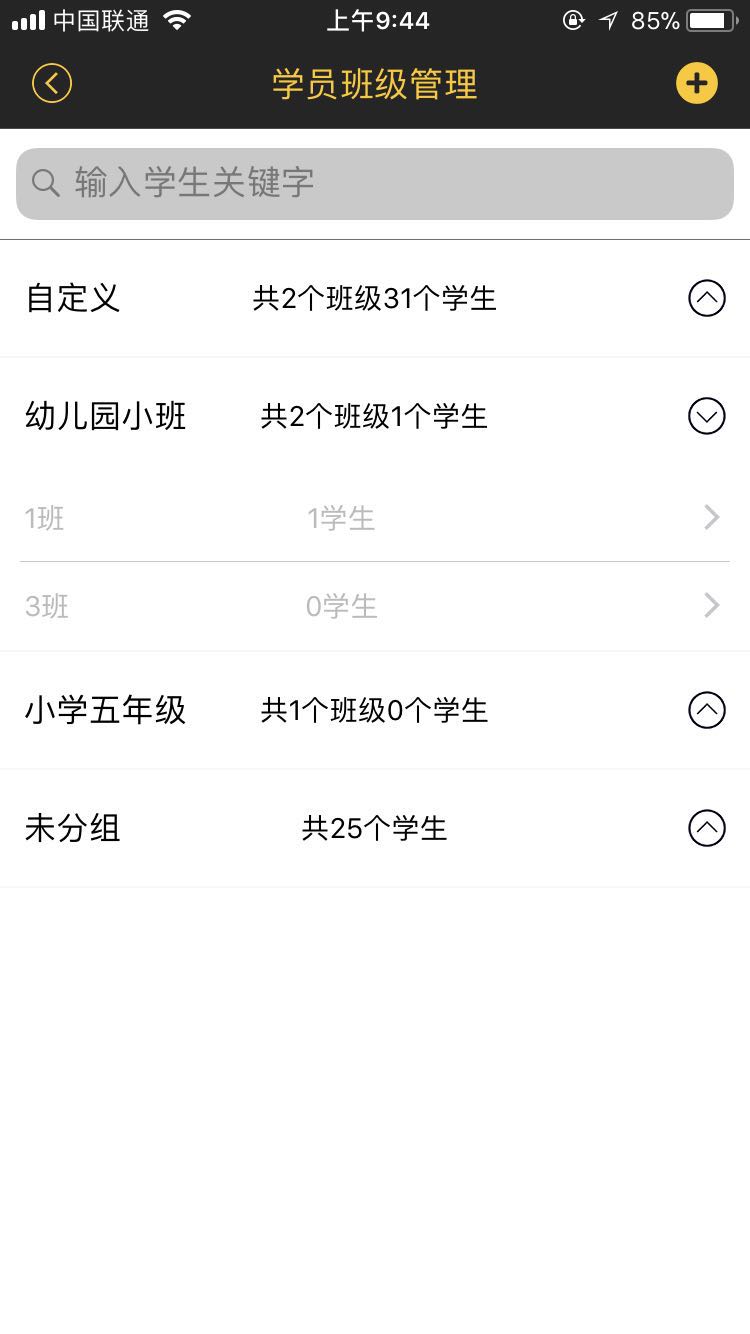 中国联通 上午9:44 85%
学员班级管理
输入学生关键字
自定义 共2个班级31个学生
幼儿园小班 共2个班级1个学生
1班 1学生
3班 0学生
小学五年级 共1个班级0个学生
未分组 共25个学生